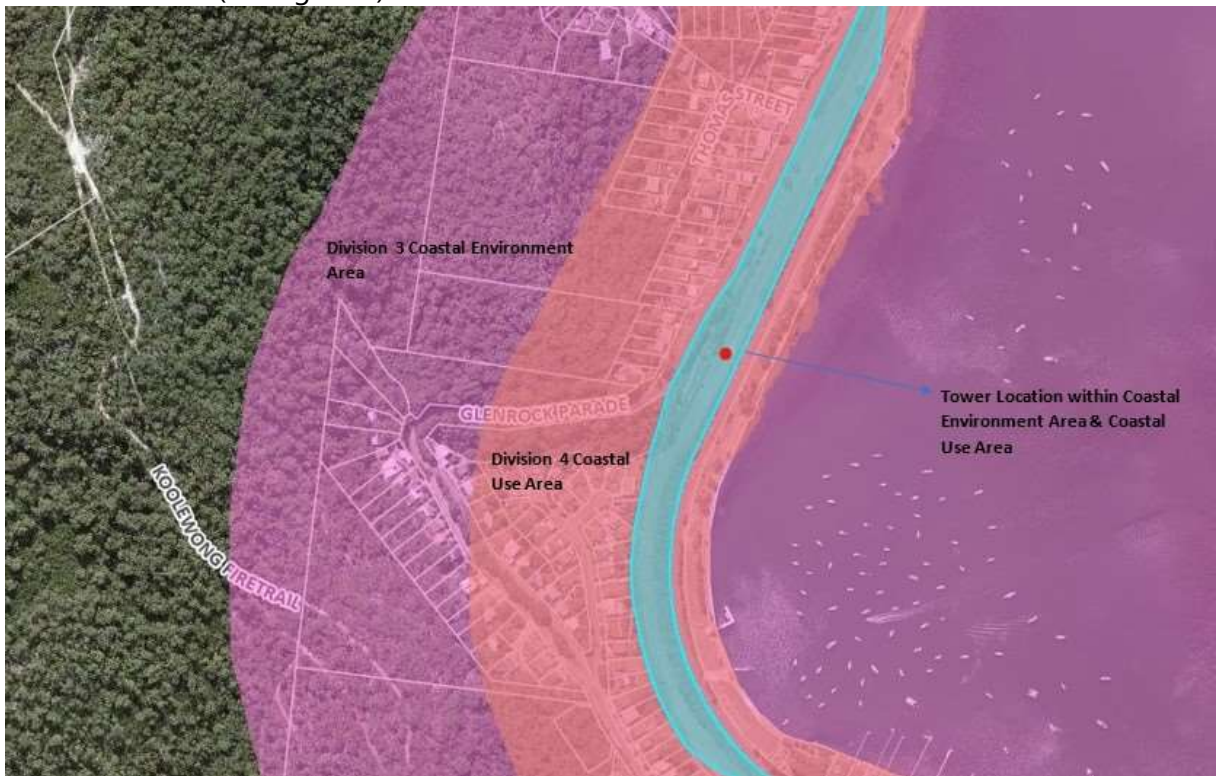 THOMAS STREET
Division 3 Coastal Environment
Area
Tower Location within Coastal
Environment Area & Coastal
Use Area
GLENROCK PARADE
Division 4 Coastal
Use Area
KOOLEWONG FIRETRAIL